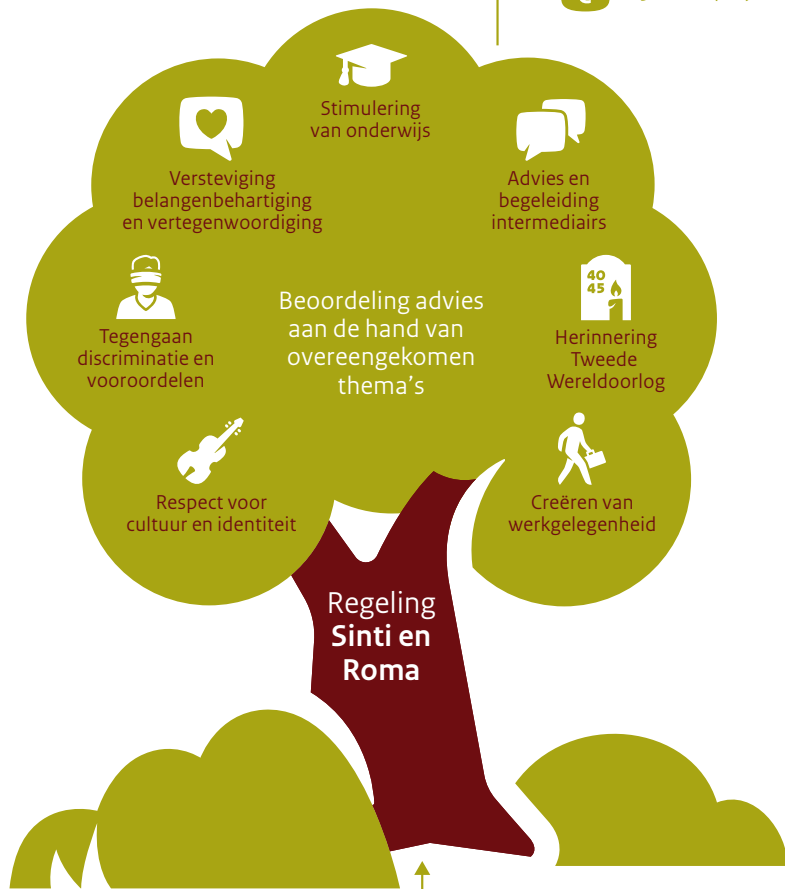 Stimulering
van onderwijs
Versteviging
belangenbehartiging
en vertegenwoordiging
Advies en
begeleiding
intermediairs
Tegengaan
discriminatie en
vooroordelen
Beoordeling advies
aan de hand van
overeengekomen
thema's
40
45
Herinnering
Tweede
Wereldoorlog
Respect voor
cultuur en identiteit
Creëren van
werkgelegenheid
Regeling
Sinti en
Roma